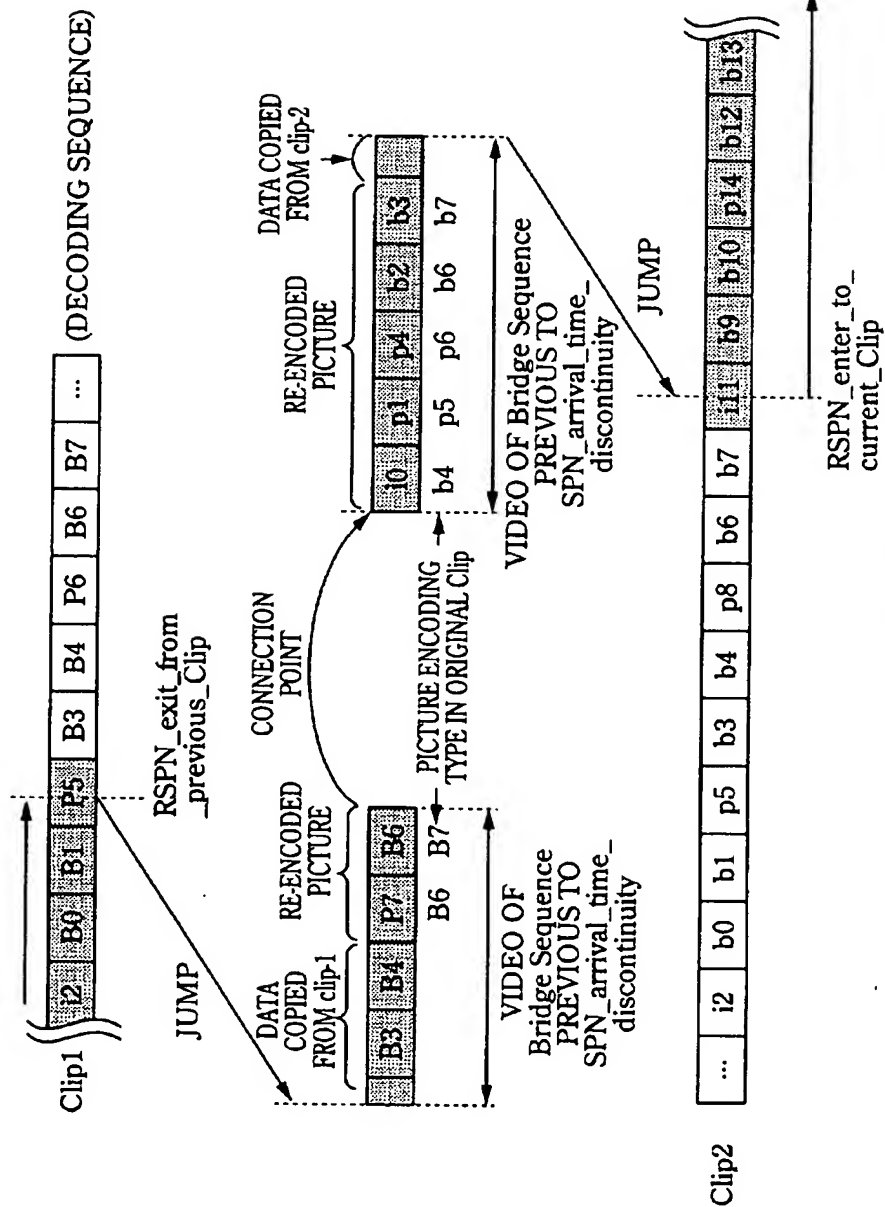 Clip1
i2 B0 B1 P5 B3 B4 P6 B6 B7 ...
(DECODING SEQUENCE)
RSPN_exit_from
_previous_Clip
JUMP
DATA
COPIED
FROM clip-1
RE-ENCODED
PICTURE
CONNECTION
POINT
RE-ENCODED
PICTURE
DATA COPIED
FROM clip-2
B3 B4 P7 B6
i0 p1 p4 b2 b3
B6 B7
PICTURE ENCODING
TYPE IN ORIGINAL Clip
b4 p5 p6 b6 b7
VIDEO OF
Bridge Sequence
PREVIOUS TO
SPN_arrival_time_
discontinuity
VIDEO OF Bridge Sequence
PREVIOUS TO
SPN_arrival_time_
discontinuity
JUMP
Clip2
... i2 b0 b1 p5 b3 b4 p8 b6 b7 i11 b9 b10 p14 b12 b13
RSPN_enter_to_
current_Clip